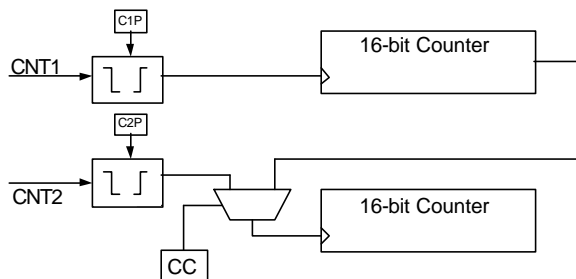 C1P
16-bit Counter
CNT1
C2P
CNT2
16-bit Counter
CC